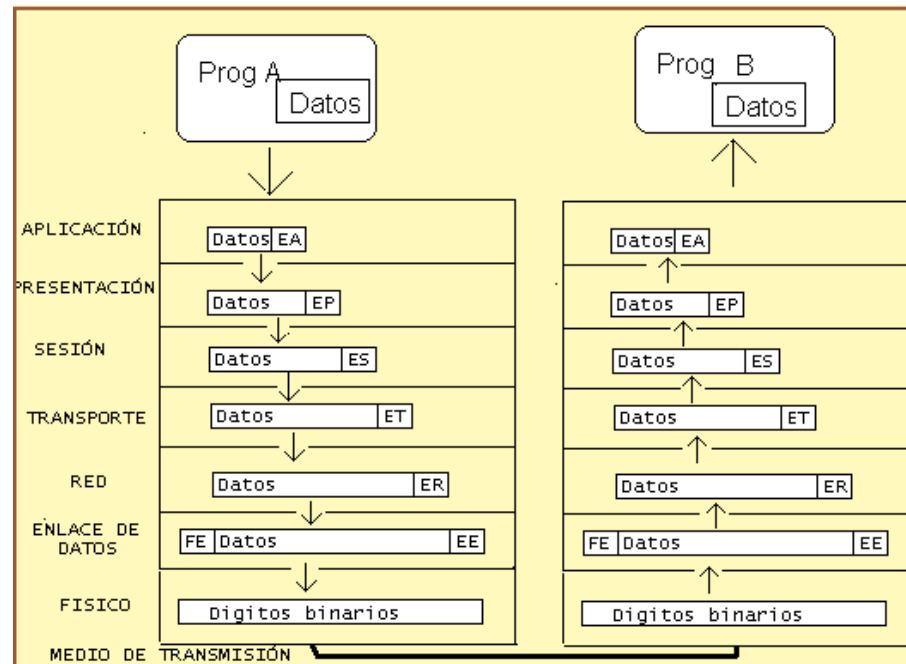 Prog A
Datos
Prog B
Datos
APLICACIÓN
Datos EA
Datos EA
PRESENTACIÓN
Datos EP
Datos EP
SESIÓN
Datos ES
Datos ES
TRANSPORTE
Datos ET
Datos ET
RED
Datos ER
Datos ER
ENLACE DE
DATOS
FE Datos EE
FE Datos EE
FISICO
Digitos binarios
Digitos binarios
MEDIO DE TRANSMISIÓN